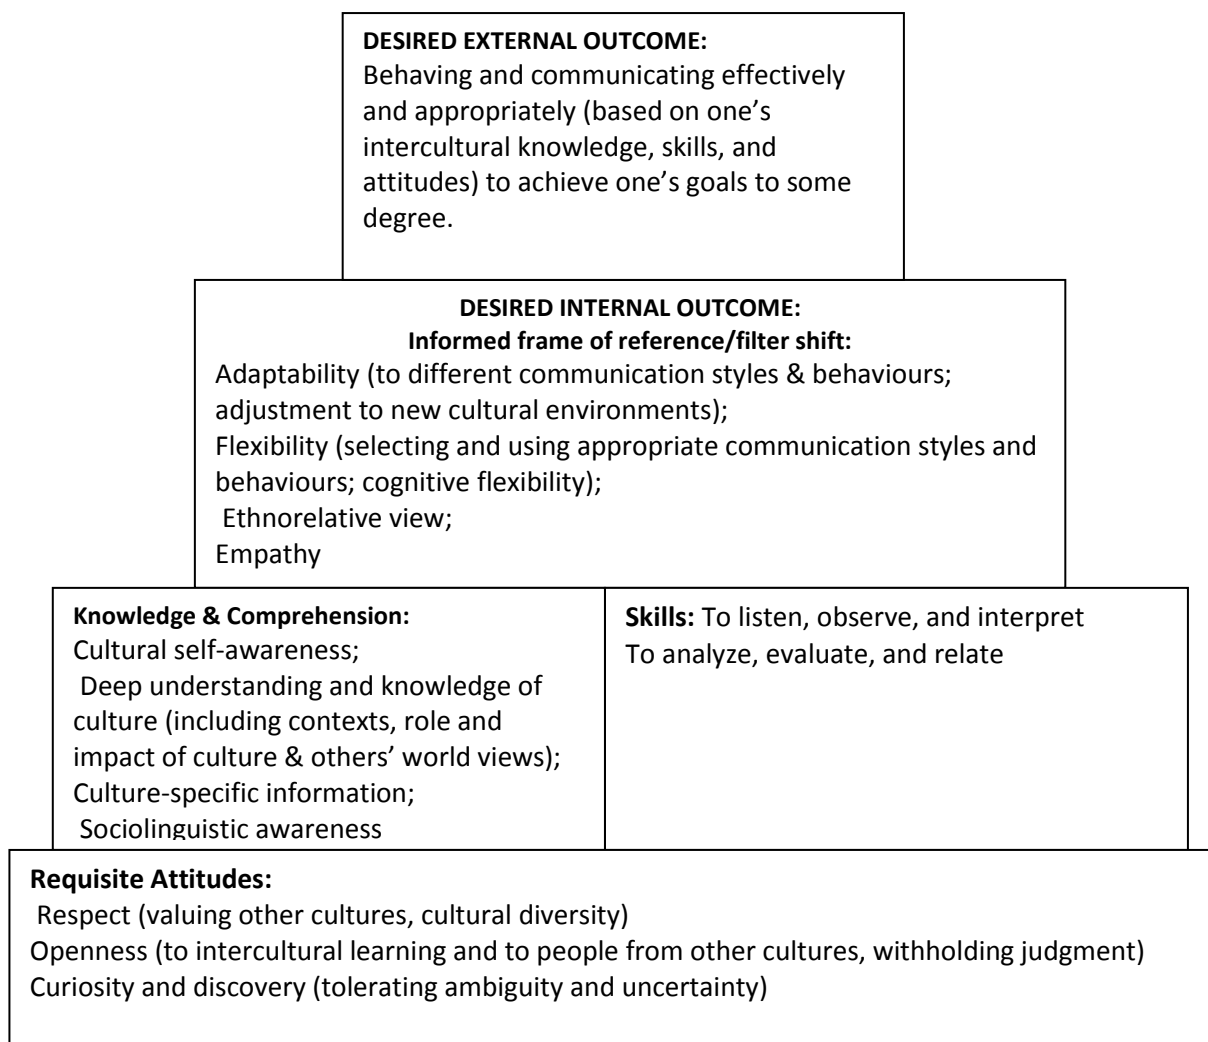 DESIRED EXTERNAL OUTCOME:
Behaving and communicating effectively
and appropriately (based on one’s
intercultural knowledge, skills, and
attitudes) to achieve one’s goals to some
degree.
DESIRED INTERNAL OUTCOME:
Informed frame of reference/filter shift:
Adaptability (to different communication styles & behaviours;
adjustment to new cultural environments);
Flexibility (selecting and using appropriate communication styles and
behaviours; cognitive flexibility);
Ethnorelative view;
Empathy
Knowledge & Comprehension:
Cultural self-awareness;
Deep understanding and knowledge of
culture (including contexts, role and
impact of culture & others’ world views);
Culture-specific information;
Sociolinguistic awareness
Skills: To listen, observe, and interpret
To analyze, evaluate, and relate
Requisite Attitudes:
Respect (valuing other cultures, cultural diversity)
Openness (to intercultural learning and to people from other cultures, withholding judgment)
Curiosity and discovery (tolerating ambiguity and uncertainty)